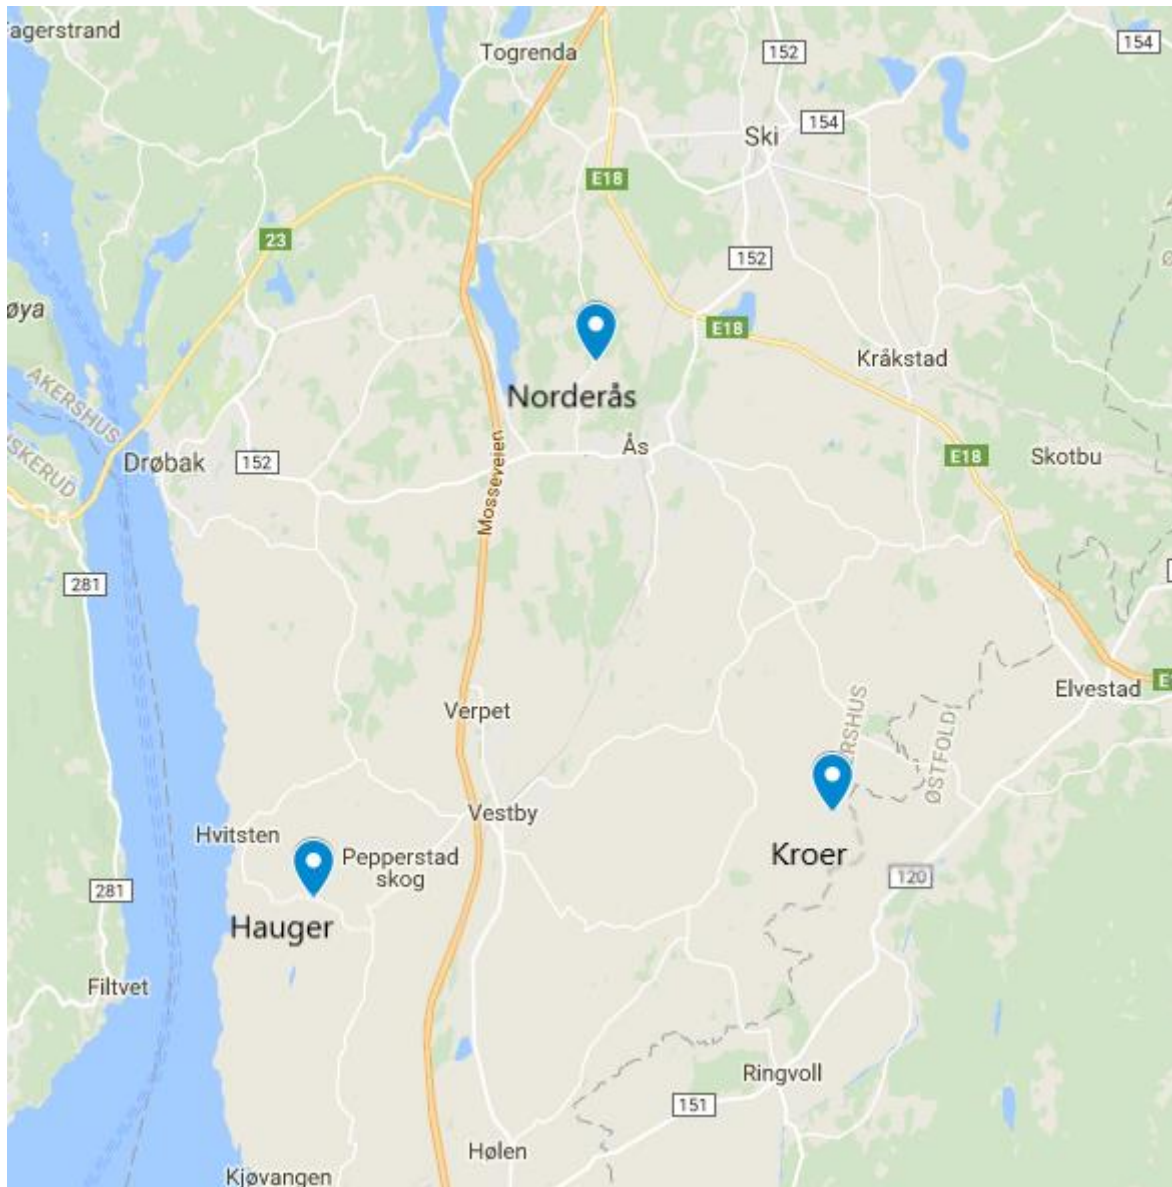 agerstrand
Togrenda
152
154
154
Ski
E18
23
152
øya
E18
Kråkstad
AKERSHUS
Norderås
Ås
SKERUD
Drøbak
152
Mosseveien
E18
Skotbu
281
Elvestad
E
Verpet
ERSHUS
ØSTFOLD
Vestby
Hvitsten
Pepperstad
skog
Kroer
281
120
Hauger
Filtvet
Ringvoll
151
Hølen
Kjøvangen